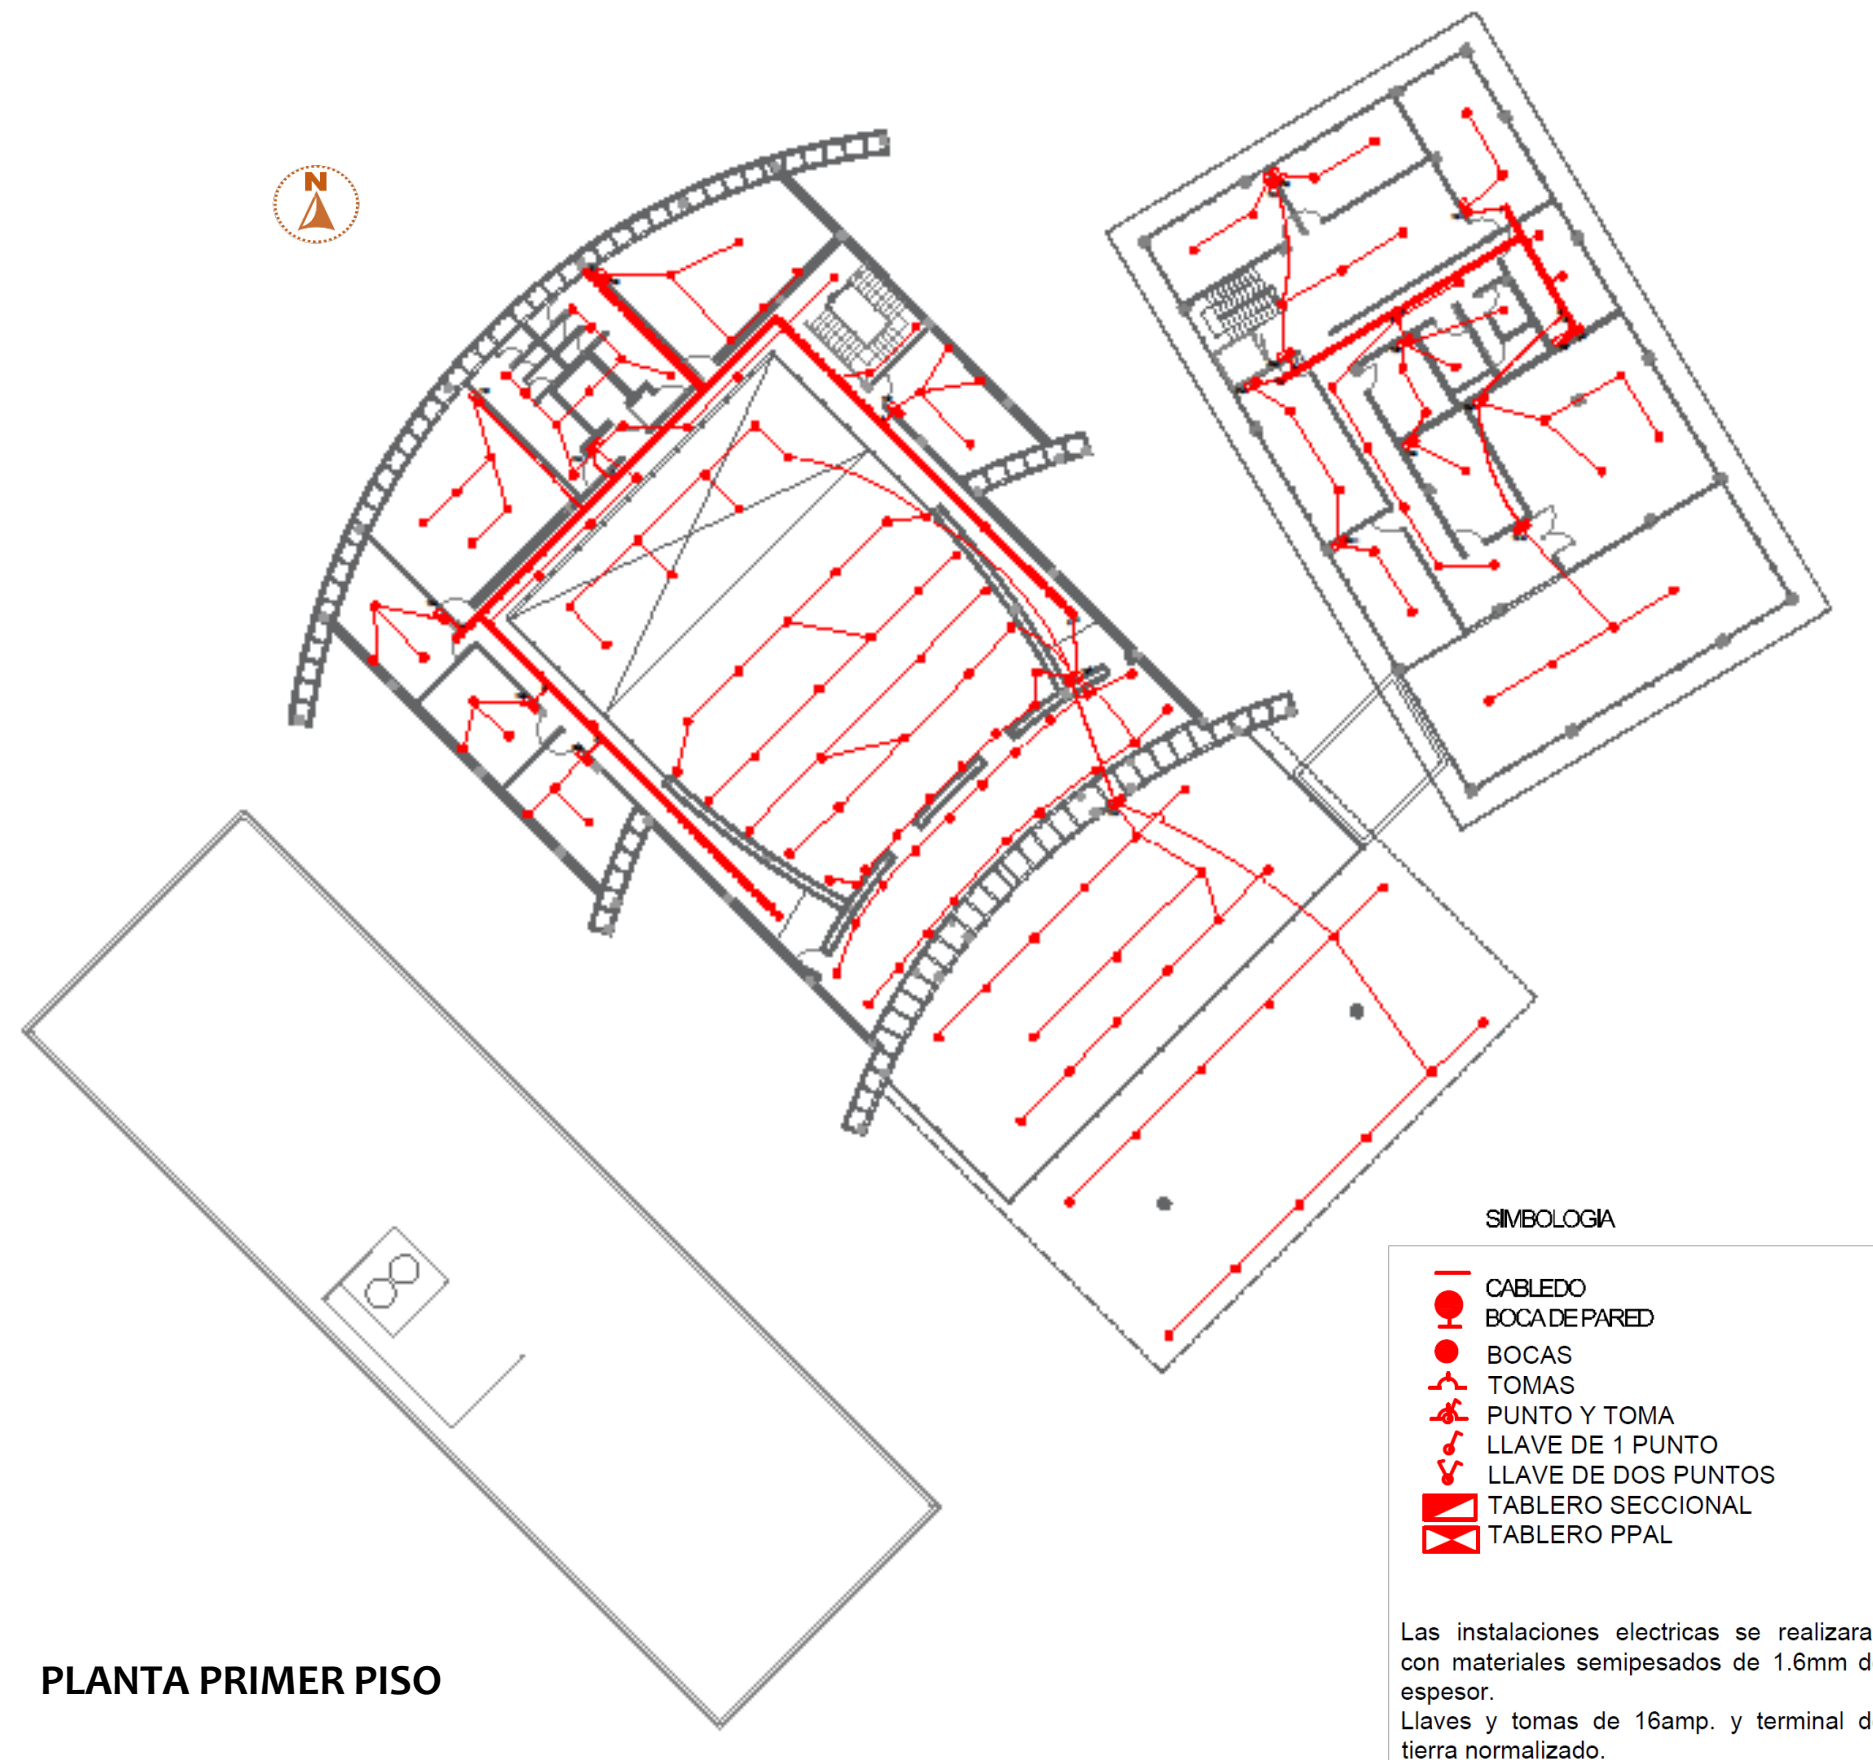 N
SIMBOLOGIA
CABLEDO
BOCA DE PARED
BOCAS
TOMAS
PUNTO Y TOMA
LLAVE DE 1 PUNTO
LLAVE DE DOS PUNTOS
TABLERO SECCIONAL
TABLERO PPAL
Las instalaciones electricas se realizara
con materiales semipesados de 1.6mm d
espesor.
Llaves y tomas de 16amp. y terminal d
tierra normalizado.
PLANTA PRIMER PISO